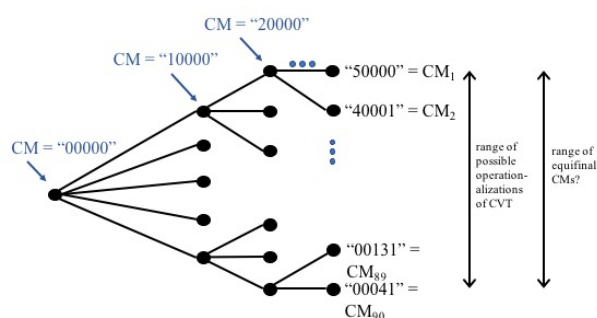 CM = “20000”
CM = “10000”
CM = “00000”
“50000” = CM₁
“40001” = CM₂
“00131” =
CM₈₉
“00041” =
CM₉₀
range of
possible
operation-
alizations
of CVT
range of
equifinal
CMs?